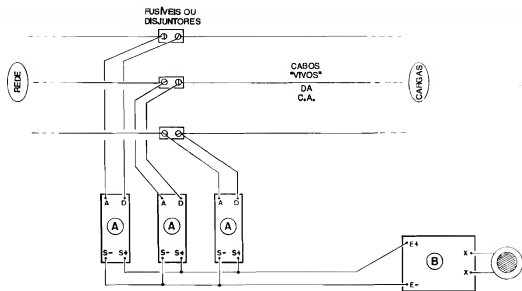 FUSÍVEIS OU
DISJUNTORES
REDE
CABOS
"VIVOS"
DA
C.A.
CARGAS
A D
A D
A D
A
A
A
S- S+
S- S+
S- S+
E+
X
B
X
E-